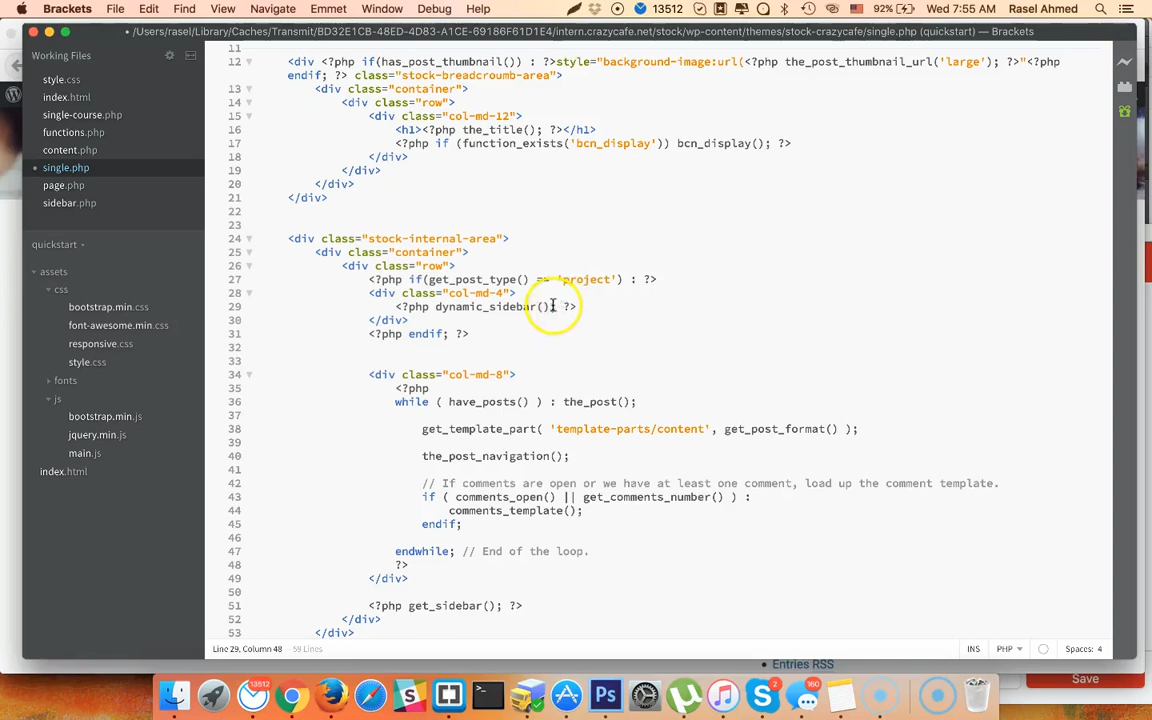 Brackets File Edit Find View Navigate Emmet Window Debug Help 13512 92% Wed 7:55 AM Rasel Ahmed
/Users/rasel/Library/Caches/Transmit/BD32E1CB-48ED-4D83-A1CE-69186F61D1E4/intern.crazycafe.net/stock/wp-content/themes/stock-crazycafe/single.php (quickstart) — Brackets
Working Files
style.css
index.html
single-course.php
functions.php
content.php
single.php
page.php
sidebar.php
quickstart
assets
css
bootstrap.min.css
font-awesome.min.css
responsive.css
style.css
fonts
js
bootstrap.min.js
jquery.min.js
main.js
index.html
11
12 <div <?php if(has_post_thumbnail()) : ?>style="background-image:url(<?php the_post_thumbnail_url('large'); ?>"<?php
endif; ?> class="stock-breadcroumb-area">
13 <div class="container">
14 <div class="row">
15 <div class="col-md-12">
16 <h1><?php the_title(); ?></h1>
17 <?php if (function_exists('bcn_display')) bcn_display(); ?>
18 </div>
19 </div>
20 </div>
21 </div>
22
23
24 <div class="stock-internal-area">
25 <div class="container">
26 <div class="row">
27 <?php if(get_post_type() == 'project') : ?>
28 <div class="col-md-4">
29 <?php dynamic_sidebar(); ?>
30 </div>
31 <?php endif; ?>
32
33
34 <div class="col-md-8">
35 <?php
36 while ( have_posts() ) : the_post();
37
38 get_template_part( 'template-parts/content', get_post_format() );
39
40 the_post_navigation();
41
42 // If comments are open or we have at least one comment, load up the comment template.
43 if ( comments_open() || get_comments_number() ) :
44 comments_template();
45 endif;
46
47 endwhile; // End of the loop.
48 ?>
49 </div>
50
51 <?php get_sidebar(); ?>
52 </div>
53 </div>
Line 29, Column 48 — 59 Lines INS PHP Spaces: 4
Entries RSS
Save
13512
Ps
2
160